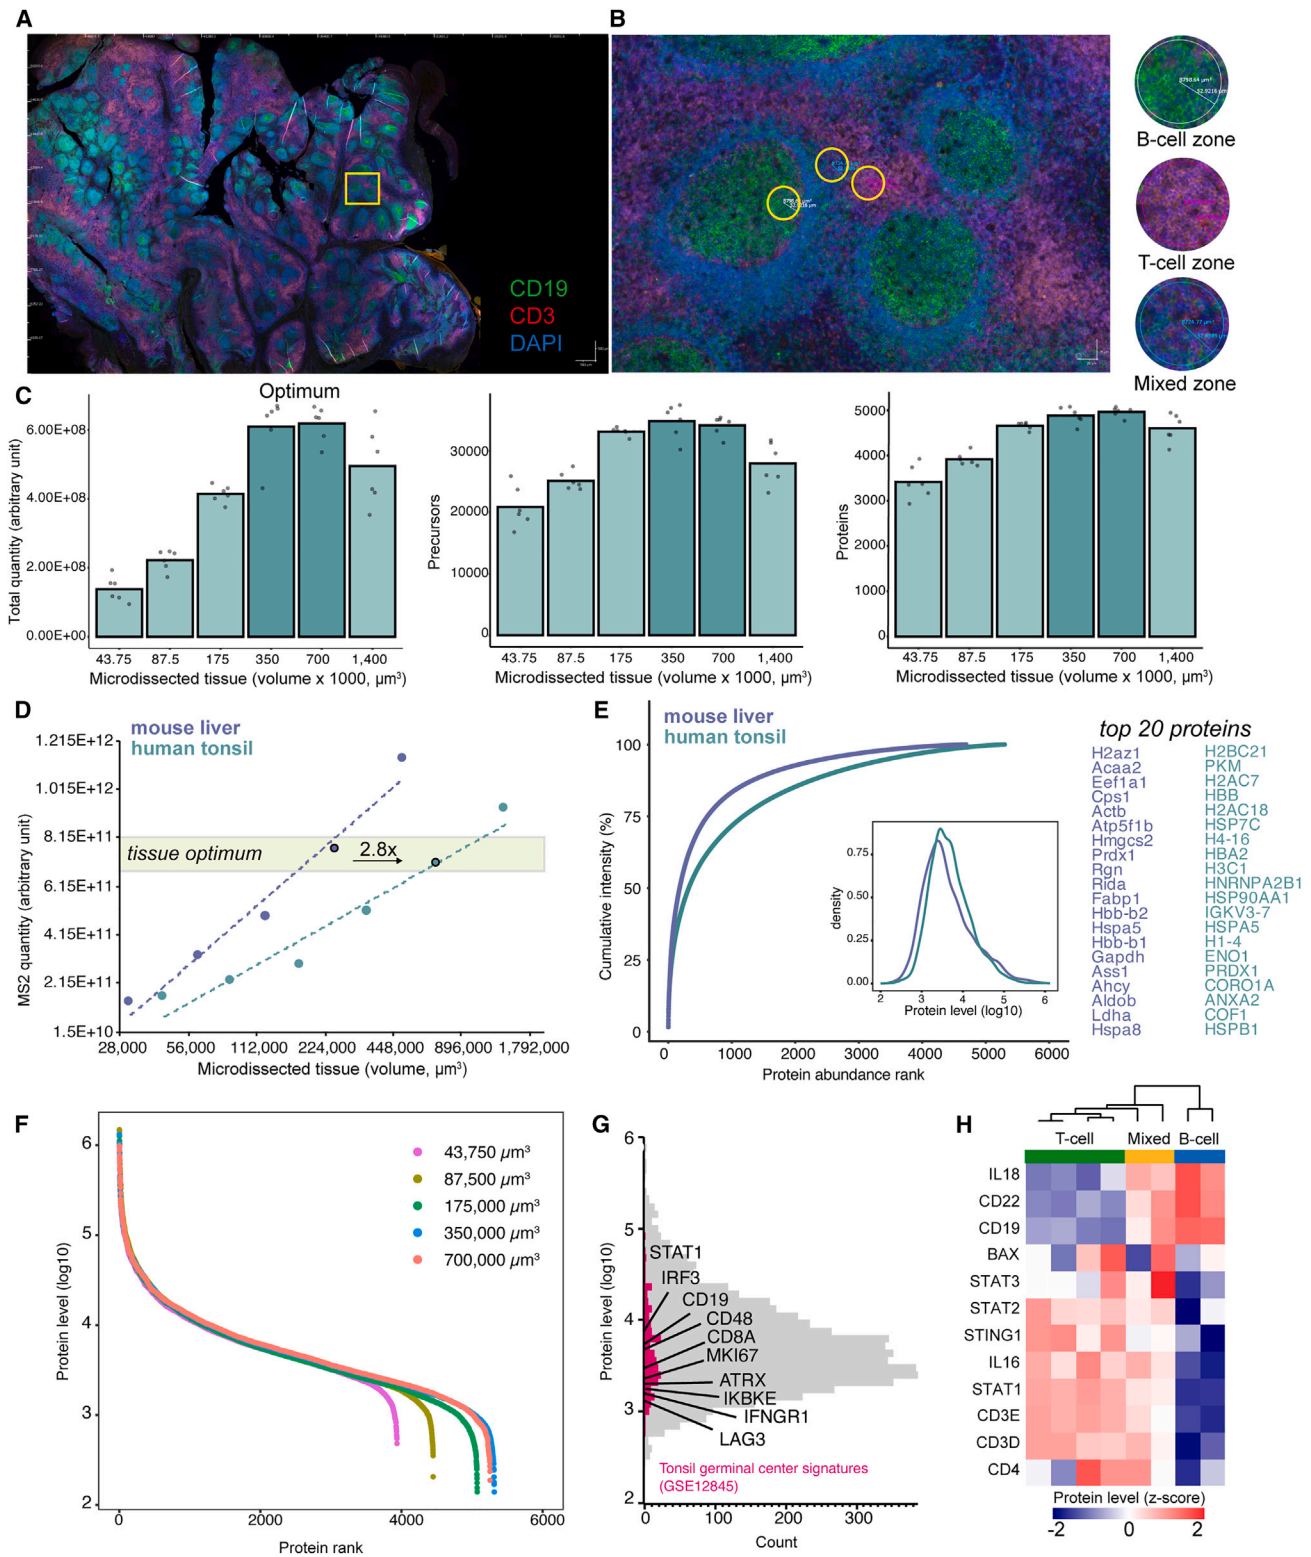 A
B
CD19
CD3
DAPI
B-cell zone
T-cell zone
Mixed zone
C
Optimum
Total quantity (arbitrary unit)
6.00E+08
4.00E+08
2.00E+08
0.00E+00
43.75 87.5 175 350 700 1,400
Microdissected tissue (volume x 1000, µm³)
Precursors
30000
20000
10000
0
43.75 87.5 175 350 700 1,400
Microdissected tissue (volume x 1000, µm³)
Proteins
5000
4000
3000
2000
1000
0
43.75 87.5 175 350 700 1,400
Microdissected tissue (volume x 1000, µm³)
D
mouse liver
human tonsil
MS2 quantity (arbitrary unit)
1.215E+12
1.015E+12
8.15E+11
6.15E+11
4.15E+11
2.15E+11
1.5E+10
tissue optimum
2.8x
28,000 56,000 112,000 224,000 448,000 896,000 1,792,000
Microdissected tissue (volume, µm³)
E
mouse liver
human tonsil
Cumulative intensity (%)
100
75
50
25
0
0 1000 2000 3000 4000 5000 6000
Protein abundance rank
density
0.75
0.50
0.25
0.00
2 3 4 5 6
Protein level (log10)
top 20 proteins
H2az1
Acaa2
Eef1a1
Cps1
Actb
Atp5f1b
Hmgcs2
Prdx1
Rgn
Rida
Fabp1
Hbb-b2
Hspa5
Hbb-b1
Gapdh
Ass1
Ahcy
Aldob
Ldha
Hspa8
H2BC21
PKM
H2AC7
HBB
H2AC18
HSP7C
H4-16
HBA2
H3C1
HNRNPA2B1
HSP90AA1
IGKV3-7
HSPA5
H1-4
ENO1
PRDX1
CORO1A
ANXA2
COF1
HSPB1
F
Protein level (log10)
6
5
4
3
2
43,750 µm³
87,500 µm³
175,000 µm³
350,000 µm³
700,000 µm³
0 2000 4000 6000
Protein rank
G
Protein level (log10)
6
5
4
3
2
STAT1
IRF3
CD19
CD48
CD8A
MKI67
ATRX
IKBKE
IFNGR1
LAG3
Tonsil germinal center signatures
(GSE12845)
0 100 200 300
Count
H
T-cell Mixed B-cell
IL18
CD22
CD19
BAX
STAT3
STAT2
STING1
IL16
STAT1
CD3E
CD3D
CD4
Protein level (z-score)
-2 0 2